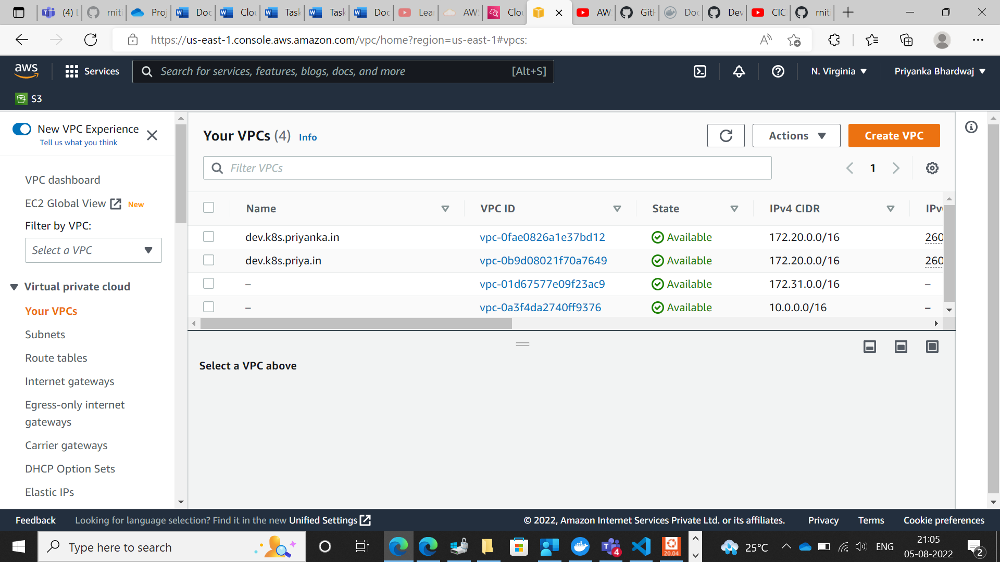 (4) D
rniti
Proj
Doc
Clou
Task
Task
Doc
Lear
AWS
Clou
AW
GitH
Doc
Dev
CIC
rnit
https://us-east-1.console.aws.amazon.com/vpc/home?region=us-east-1#vpcs:
aws
Services
Search for services, features, blogs, docs, and more [Alt+S]
N. Virginia
Priyanka Bhardwaj
S3
New VPC Experience
Tell us what you think
VPC dashboard
EC2 Global View New
Filter by VPC:
Select a VPC
Virtual private cloud
Your VPCs
Subnets
Route tables
Internet gateways
Egress-only internet
gateways
Carrier gateways
DHCP Option Sets
Elastic IPs
Your VPCs (4) Info
Actions
Create VPC
Filter VPCs
1
Name VPC ID State IPv4 CIDR IPv
dev.k8s.priyanka.in vpc-0fae0826a1e37bd12 Available 172.20.0.0/16 260
dev.k8s.priya.in vpc-0b9d08021f70a7649 Available 172.20.0.0/16 260
– vpc-01d67577e09f23ac9 Available 172.31.0.0/16 –
– vpc-0a3f4da2740ff9376 Available 10.0.0.0/16 –
Select a VPC above
Feedback Looking for language selection? Find it in the new Unified Settings © 2022, Amazon Internet Services Private Ltd. or its affiliates. Privacy Terms Cookie preferences
Type here to search
4
20.04
25°C
ENG
21:05
05-08-2022
2